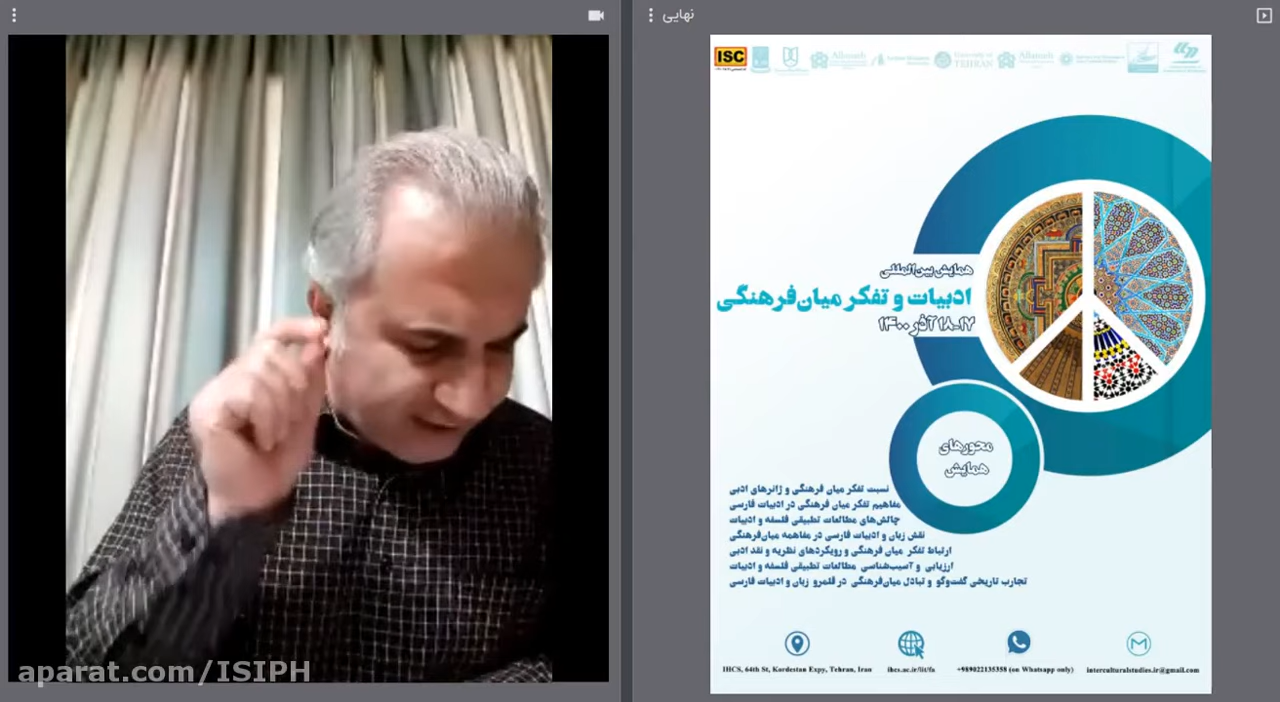 نهایی
ISC
University of
TEHRAN
Allameh
همایش بین‌المللی
ادبیات و تفکر میان‌فرهنگی
۱۷-۱۸ آذر ۱۴۰۰
محورهای
همایش
نسبت تفکر میان فرهنگی و ژانرهای ادبی
مفاهیم تفکر میان فرهنگی در ادبیات فارسی
چالش‌های مطالعات تطبیقی فلسفه و ادبیات
نقش زبان و ادبیات فارسی در مفاهمه میان‌فرهنگی
ارتباط تفکر میان فرهنگی و رویکردهای نظریه و نقد ادبی
ارزیابی و آسیب‌شناسی مطالعات تطبیقی فلسفه و ادبیات
تجارب تاریخی گفت‌وگو و تبادل میان‌فرهنگی در قلمرو زبان و ادبیات فارسی
IHCS, 64th St, Kordestan Expy, Tehran, Iran
ihcs.ac.ir/lit/fa
+989022135358 (on Whatsapp only)
interculturalstudies.ir@gmail.com
aparat.com/ISIPH